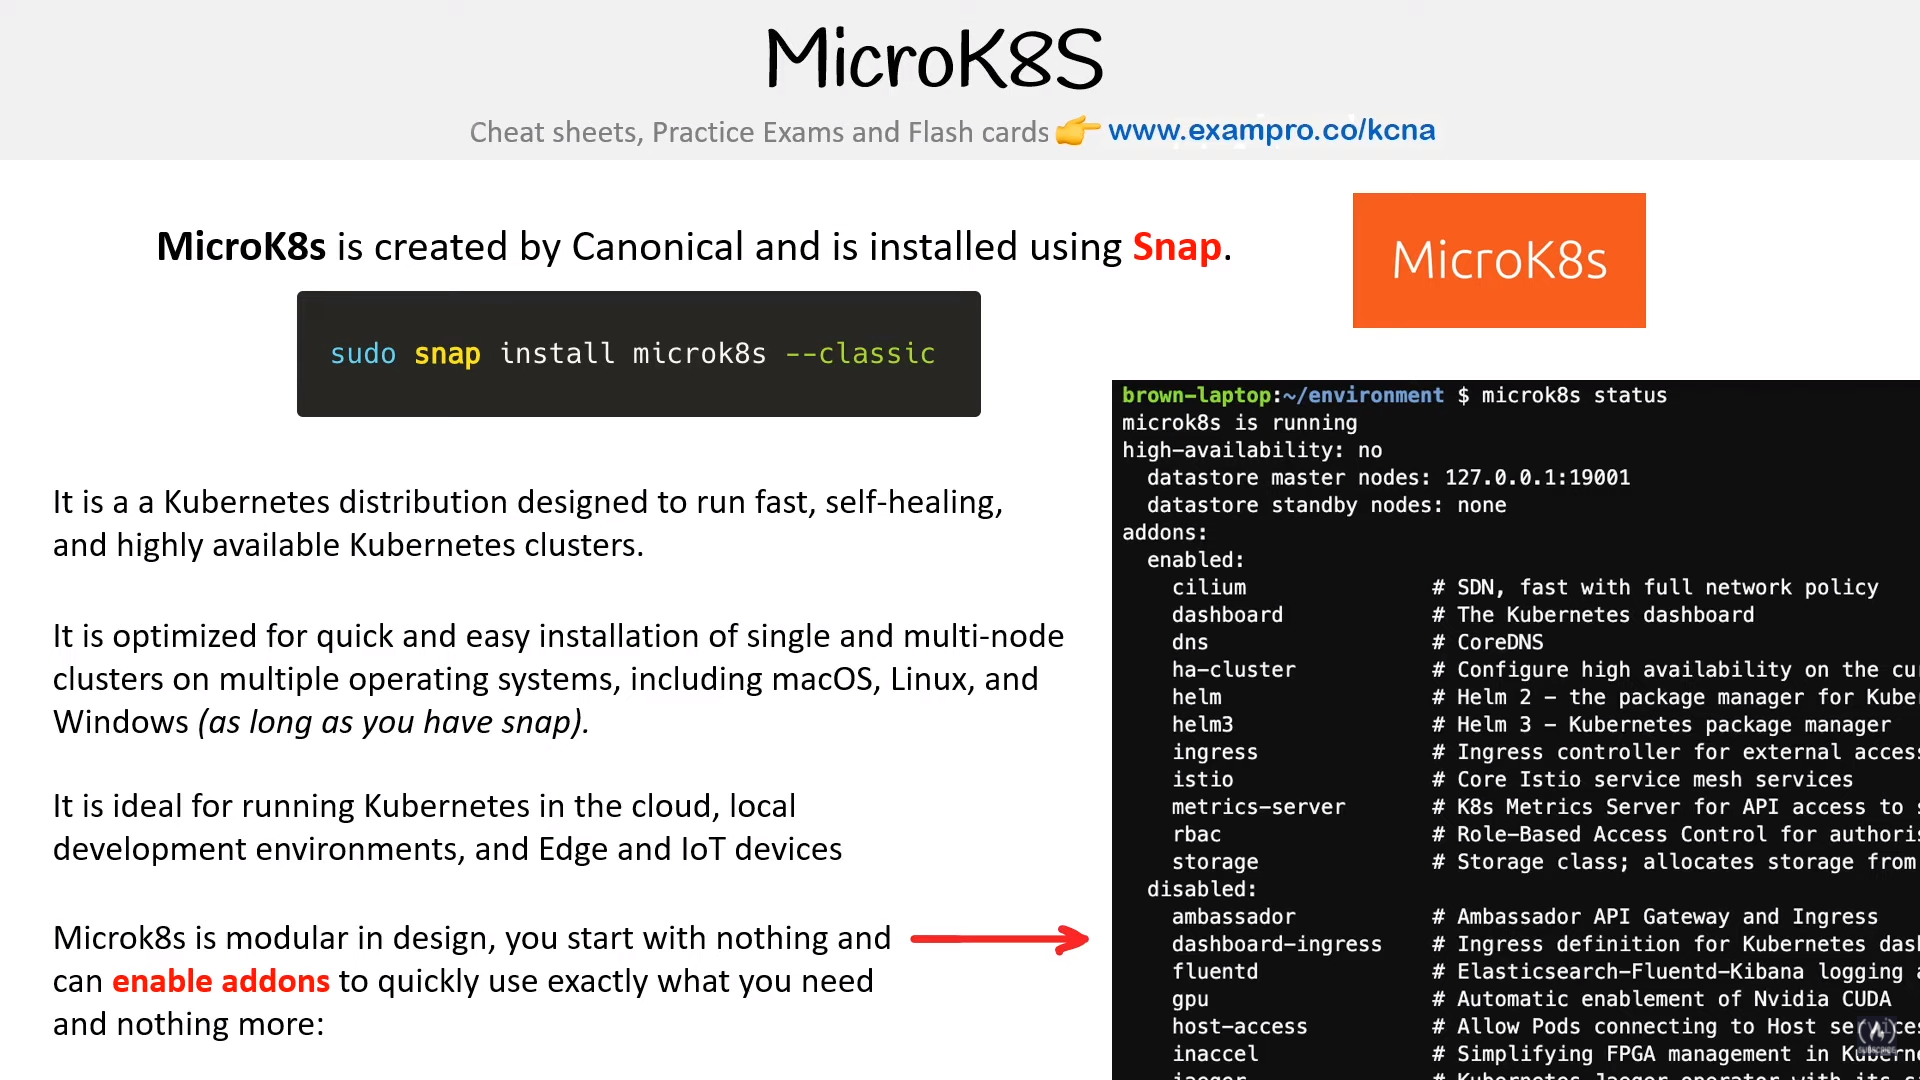 MicroK8S
Cheat sheets, Practice Exams and Flash cards 👉 www.exampro.co/kcna
MicroK8s is created by Canonical and is installed using Snap.
MicroK8s
sudo snap install microk8s --classic
It is a a Kubernetes distribution designed to run fast, self-healing,
and highly available Kubernetes clusters.
It is optimized for quick and easy installation of single and multi-node
clusters on multiple operating systems, including macOS, Linux, and
Windows (as long as you have snap).
It is ideal for running Kubernetes in the cloud, local
development environments, and Edge and IoT devices
Microk8s is modular in design, you start with nothing and
can enable addons to quickly use exactly what you need
and nothing more:
brown-laptop:~/environment $ microk8s status
microk8s is running
high-availability: no
datastore master nodes: 127.0.0.1:19001
datastore standby nodes: none
addons:
enabled:
cilium # SDN, fast with full network policy
dashboard # The Kubernetes dashboard
dns # CoreDNS
ha-cluster # Configure high availability on the cu
helm # Helm 2 – the package manager for Kube
helm3 # Helm 3 – Kubernetes package manager
ingress # Ingress controller for external acces
istio # Core Istio service mesh services
metrics-server # K8s Metrics Server for API access to
rbac # Role-Based Access Control for authoris
storage # Storage class; allocates storage from
disabled:
ambassador # Ambassador API Gateway and Ingress
dashboard-ingress # Ingress definition for Kubernetes das
fluentd # Elasticsearch-Fluentd-Kibana logging
gpu # Automatic enablement of Nvidia CUDA
host-access # Allow Pods connecting to Host services
inaccel # Simplifying FPGA management in Kubern
SUBSCRIBE